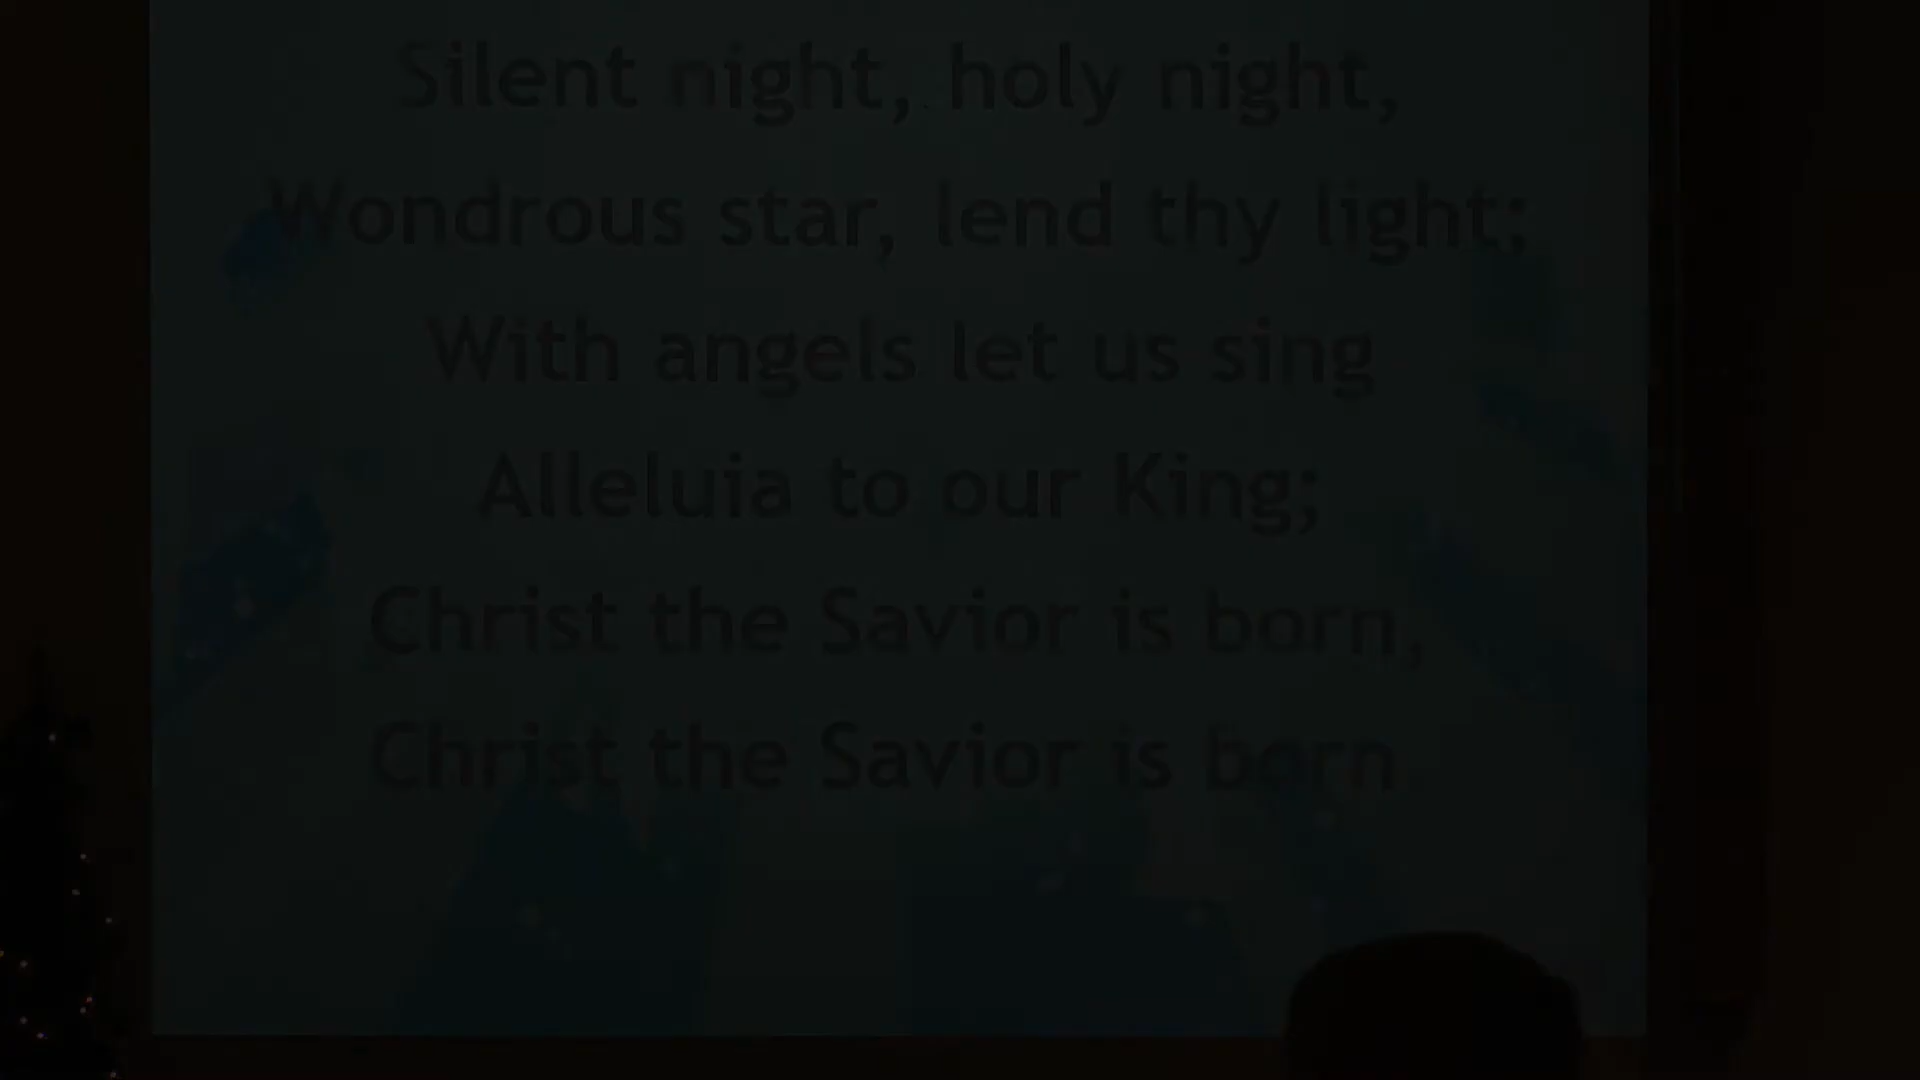 Silent night, holy night,
Wondrous star, lend thy light;
With angels let us sing
Alleluia to our King;
Christ the Savior is born,
Christ the Savior is born